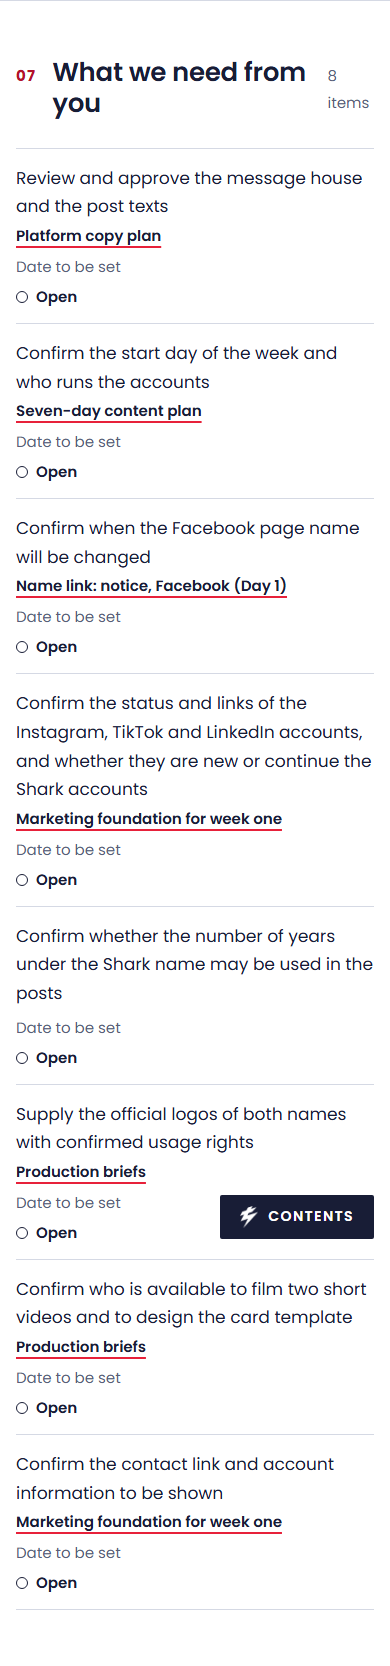 07
What we need from
you
8
items
Review and approve the message house
and the post texts
Platform copy plan
Date to be set
Open
Confirm the start day of the week and
who runs the accounts
Seven-day content plan
Date to be set
Open
Confirm when the Facebook page name
will be changed
Name link: notice, Facebook (Day 1)
Date to be set
Open
Confirm the status and links of the
Instagram, TikTok and LinkedIn accounts,
and whether they are new or continue the
Shark accounts
Marketing foundation for week one
Date to be set
Open
Confirm whether the number of years
under the Shark name may be used in the
posts
Date to be set
Open
Supply the official logos of both names
with confirmed usage rights
Production briefs
Date to be set
Open
CONTENTS
Confirm who is available to film two short
videos and to design the card template
Production briefs
Date to be set
Open
Confirm the contact link and account
information to be shown
Marketing foundation for week one
Date to be set
Open